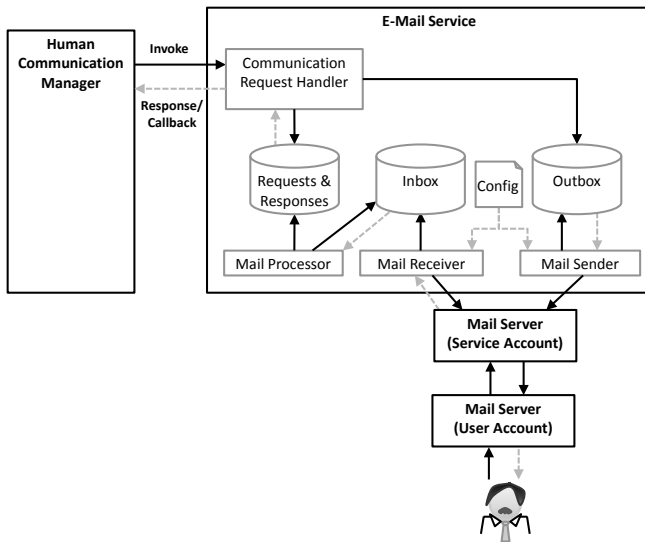 E-Mail Service
Human
Communication
Manager
Invoke
Response/
Callback
Communication
Request Handler
Requests &
Responses
Inbox
Config
Outbox
Mail Processor
Mail Receiver
Mail Sender
Mail Server
(Service Account)
Mail Server
(User Account)